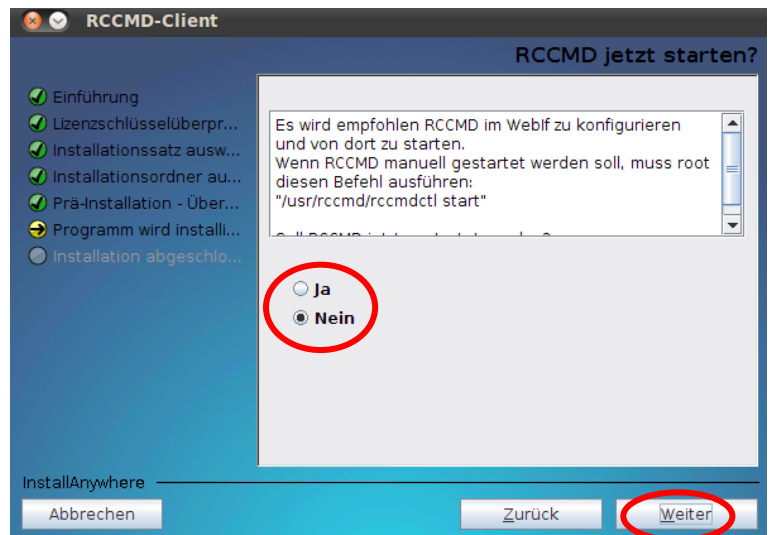 RCCMD-Client
RCCMD jetzt starten?
Einführung
Lizenzschlüsselüberpr...
Installationssatz ausw...
Installationsordner au...
Prä-Installation - Über...
Programm wird installi...
Installation abgeschlo...
Es wird empfohlen RCCMD im WebIf zu konfigurieren
und von dort zu starten.
Wenn RCCMD manuell gestartet werden soll, muss root
diesen Befehl ausführen:
"/usr/rccmd/rccmdctl start"
Ja
Nein
InstallAnywhere
Abbrechen
Zurück
Weiter